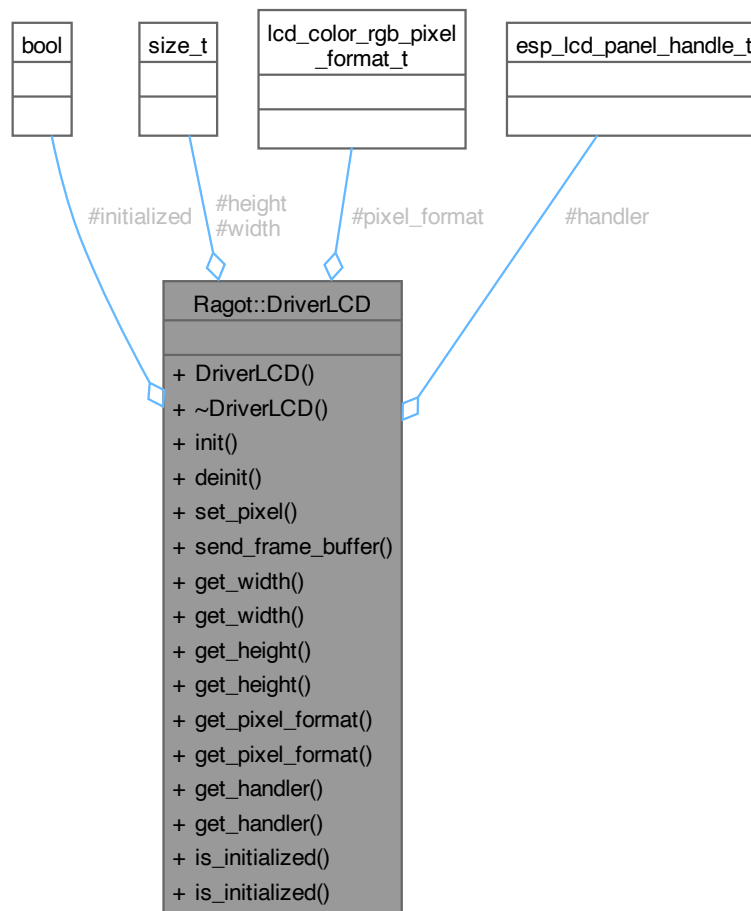 bool
size_t
lcd_color_rgb_pixel
_format_t
esp_lcd_panel_handle_t
#initialized
#height
#width
#pixel_format
#handler
Ragot::DriverLCD
+ DriverLCD()
+ ~DriverLCD()
+ init()
+ deinit()
+ set_pixel()
+ send_frame_buffer()
+ get_width()
+ get_width()
+ get_height()
+ get_height()
+ get_pixel_format()
+ get_pixel_format()
+ get_handler()
+ get_handler()
+ is_initialized()
+ is_initialized()